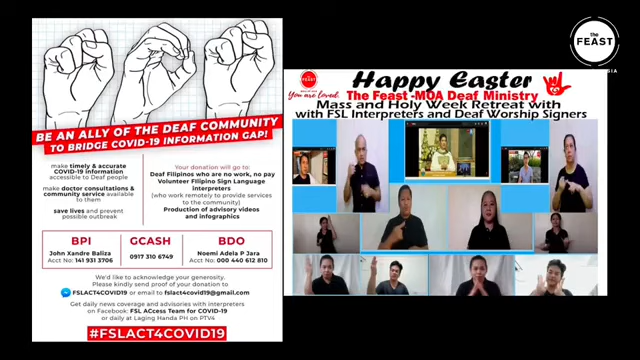 BE AN ALLY OF THE DEAF COMMUNITY
TO BRIDGE COVID-19 INFORMATION GAP!
make timely & accurate
COVID-19 information
accessible to Deaf people
make doctor consultations &
community service available
to them
save lives and prevent
possible outbreak
Your donation will go to:
Deaf Filipinos who are no work, no pay
Volunteer Filipino Sign Language
interpreters
(who work remotely to provide services
to the community)
Production of advisory videos
and infographics
BPI
John Xandre Baliza
Acct No: 141 931 3706
GCASH
0917 310 6749
BDO
Noemi Adela P Jara
Acct No: 000 440 612 810
We'd like to acknowledge your generosity.
Please kindly send proof of your donation to
FSLACT4COVID19 or email to fslact4covid19@gmail.com
Get daily news coverage and advisories with interpreters
on Facebook: FSL ACcess Team for COVID-19
or daily at Laging Handa PH on PTV4
#FSLACT4COVID19
the
FEAST
Happy Easter
You are Loved.
The Feast -MOA Deaf Ministry
Mass and Holy Week Retreat with
with FSL Interpreters and Deaf Worship Signers